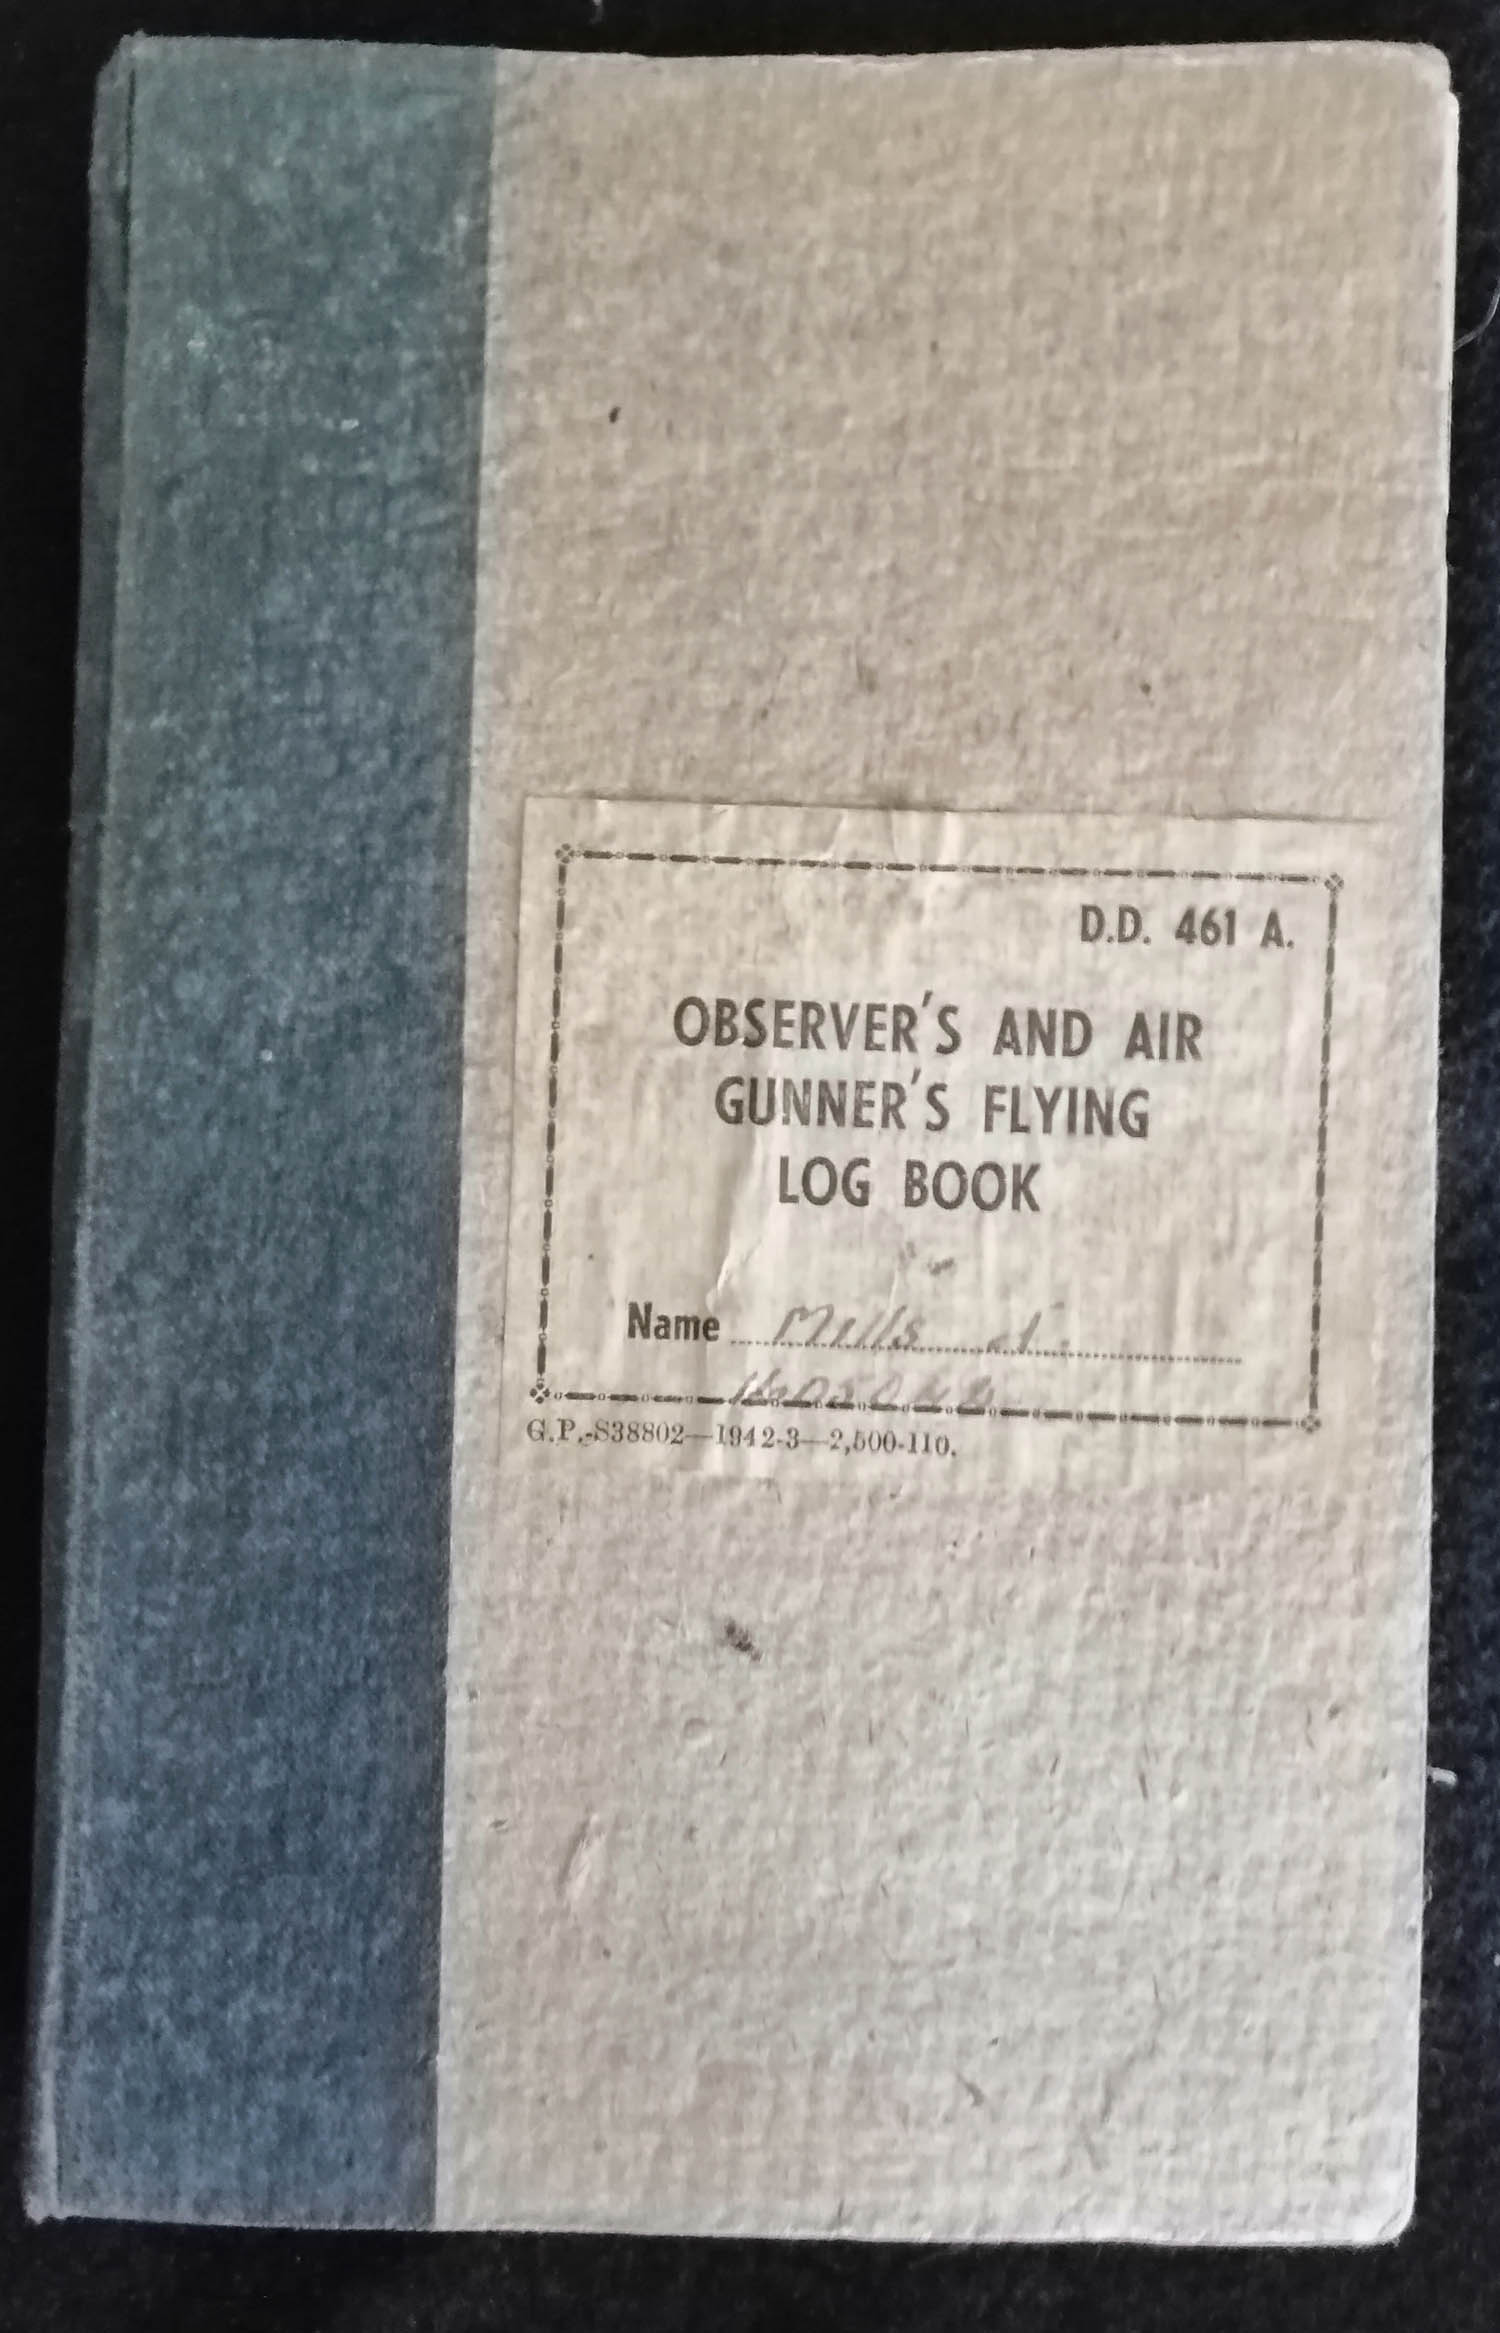 D.D. 461 A.
OBSERVER'S AND AIR
GUNNER'S FLYING
LOG BOOK
Name Mills J.
G.P.-S38802—1942-3—2,500-110.